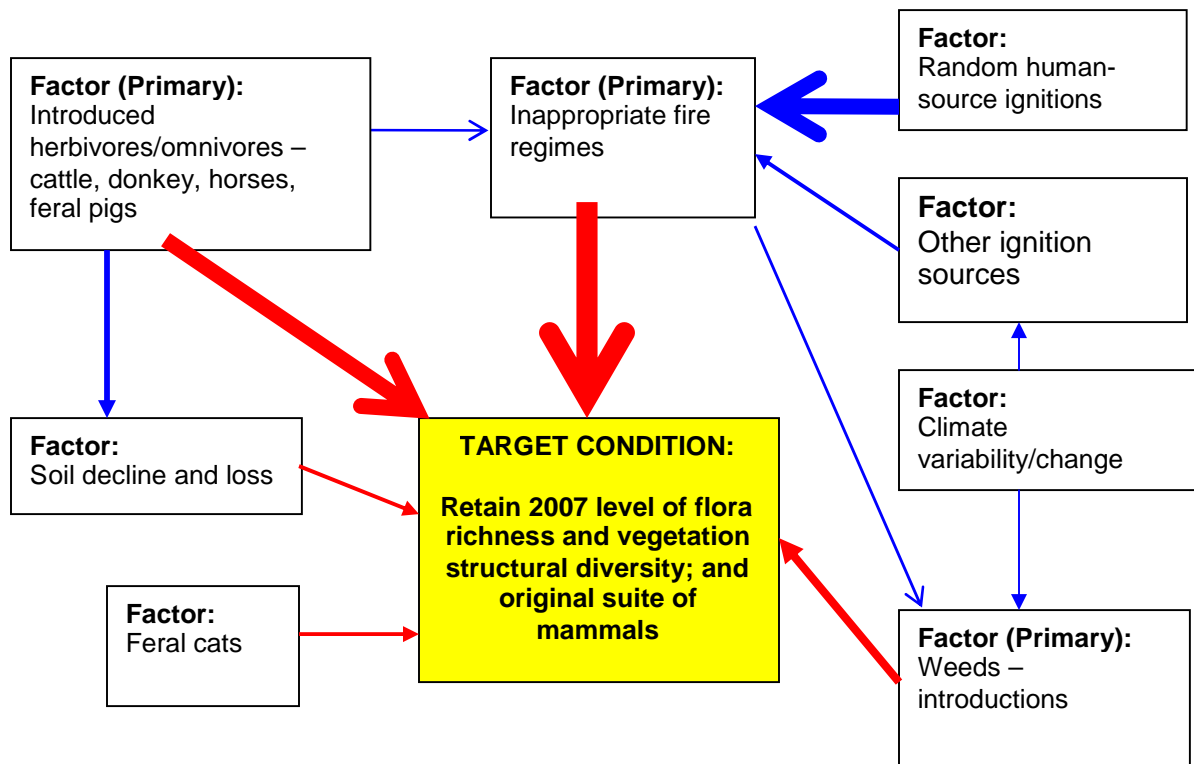 Factor (Primary):
Introduced
herbivores/omnivores –
cattle, donkey, horses,
feral pigs
Factor (Primary):
Inappropriate fire
regimes
Factor:
Random human-
source ignitions
Factor:
Other ignition
sources
Factor:
Climate
variability/change
Factor:
Soil decline and loss
TARGET CONDITION:
Retain 2007 level of flora
richness and vegetation
structural diversity; and
original suite of
mammals
Factor:
Feral cats
Factor (Primary):
Weeds –
introductions